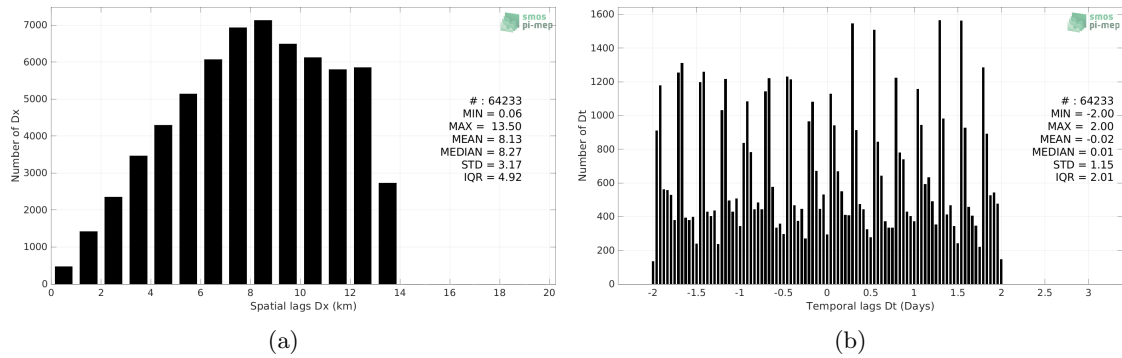 7000
6000
5000
4000
3000
2000
1000
0
Number of Dx
smos
pi-mep
# : 64233
MIN = 0.06
MAX = 13.50
MEAN = 8.13
MEDIAN = 8.27
STD = 3.17
IQR = 4.92
0 2 4 6 8 10 12 14 16 18 20
Spatial lags Dx (km)
(a)
1600
1400
1200
1000
800
600
400
200
0
Number of Dt
smos
pi-mep
# : 64233
MIN = -2.00
MAX = 2.00
MEAN = -0.02
MEDIAN = 0.01
STD = 1.15
IQR = 2.01
-2 -1.5 -1 -0.5 0 0.5 1 1.5 2 2.5 3
Temporal lags Dt (Days)
(b)